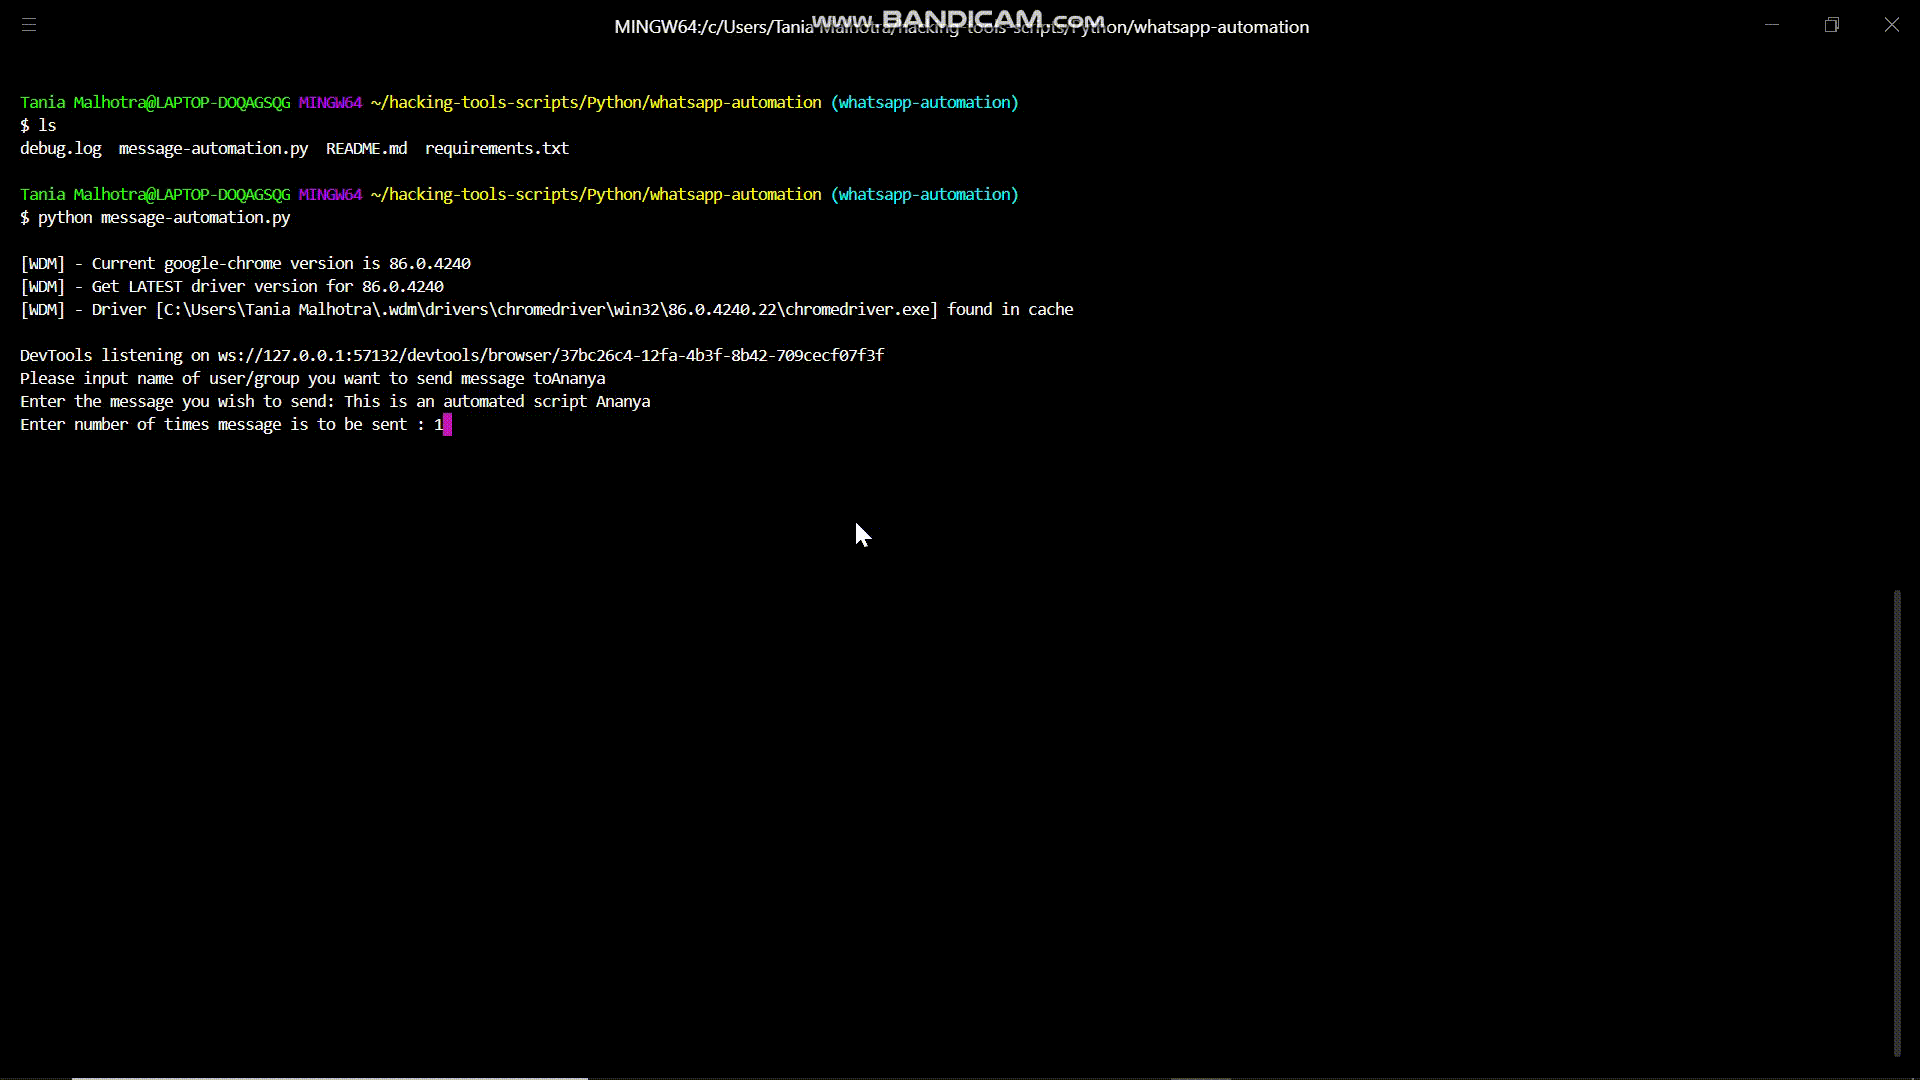 MINGW64:/c/Users/Tania Malhotra/hacking-tools-scripts/Python/whatsapp-automation
www.BANDICAM.com
Tania Malhotra@LAPTOP-DOQAGSQG MINGW64 ~/hacking-tools-scripts/Python/whatsapp-automation (whatsapp-automation)
$ ls
debug.log  message-automation.py  README.md  requirements.txt
Tania Malhotra@LAPTOP-DOQAGSQG MINGW64 ~/hacking-tools-scripts/Python/whatsapp-automation (whatsapp-automation)
$ python message-automation.py
[WDM] - Current google-chrome version is 86.0.4240
[WDM] - Get LATEST driver version for 86.0.4240
[WDM] - Driver [C:\Users\Tania Malhotra\.wdm\drivers\chromedriver\win32\86.0.4240.22\chromedriver.exe] found in cache
DevTools listening on ws://127.0.0.1:57132/devtools/browser/37bc26c4-12fa-4b3f-8b42-709cecf07f3f
Please input name of user/group you want to send message toAnanya
Enter the message you wish to send: This is an automated script Ananya
Enter number of times message is to be sent : 1